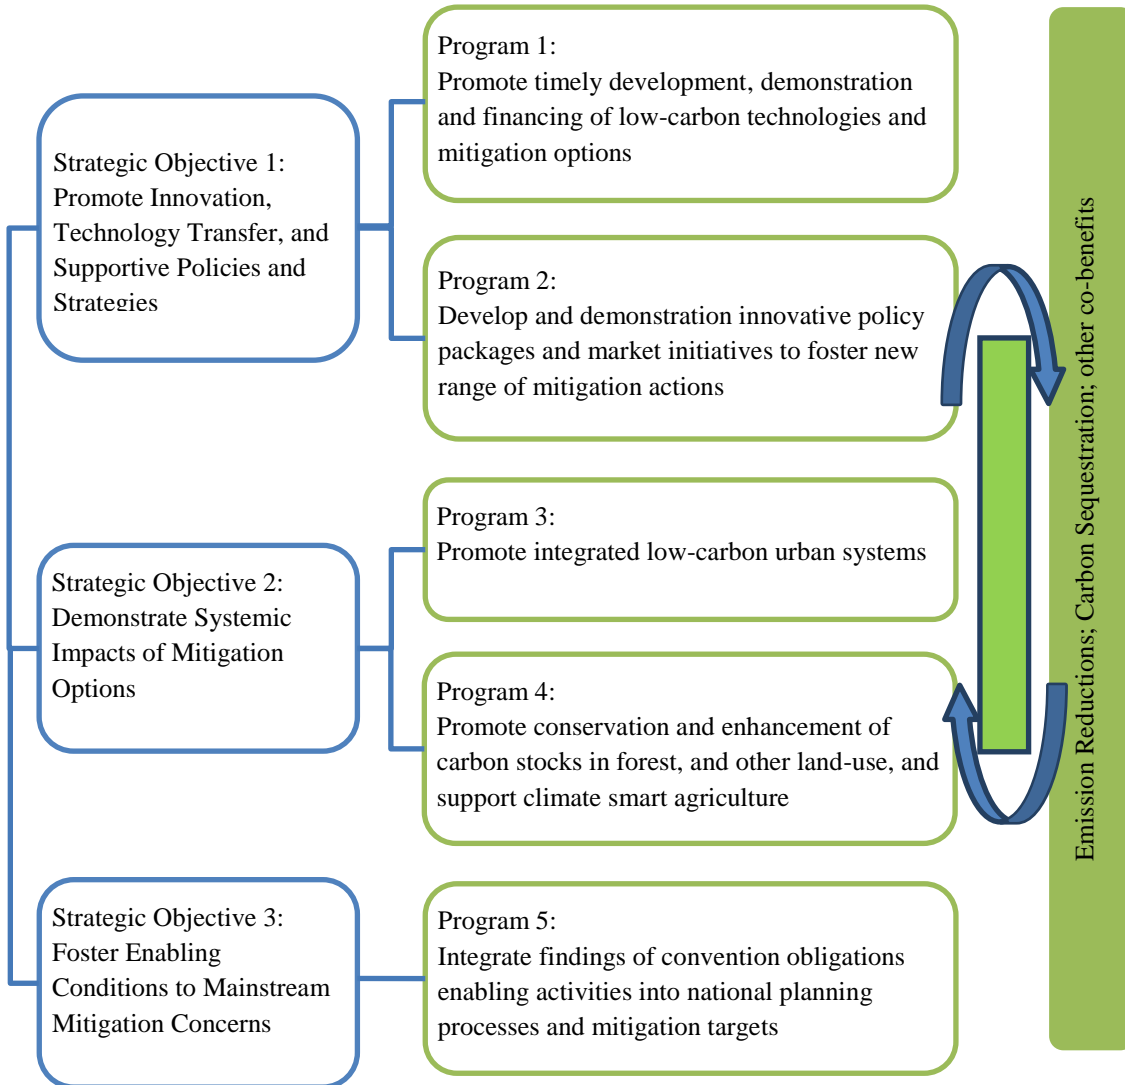 Strategic Objective 1:
Promote Innovation,
Technology Transfer, and
Supportive Policies and
Strategies
Program 1:
Promote timely development, demonstration
and financing of low-carbon technologies and
mitigation options
Program 2:
Develop and demonstration innovative policy
packages and market initiatives to foster new
range of mitigation actions
Strategic Objective 2:
Demonstrate Systemic
Impacts of Mitigation
Options
Program 3:
Promote integrated low-carbon urban systems
Program 4:
Promote conservation and enhancement of
carbon stocks in forest, and other land-use, and
support climate smart agriculture
Strategic Objective 3:
Foster Enabling
Conditions to Mainstream
Mitigation Concerns
Program 5:
Integrate findings of convention obligations
enabling activities into national planning
processes and mitigation targets
Emission Reductions; Carbon Sequestration; other co-benefits